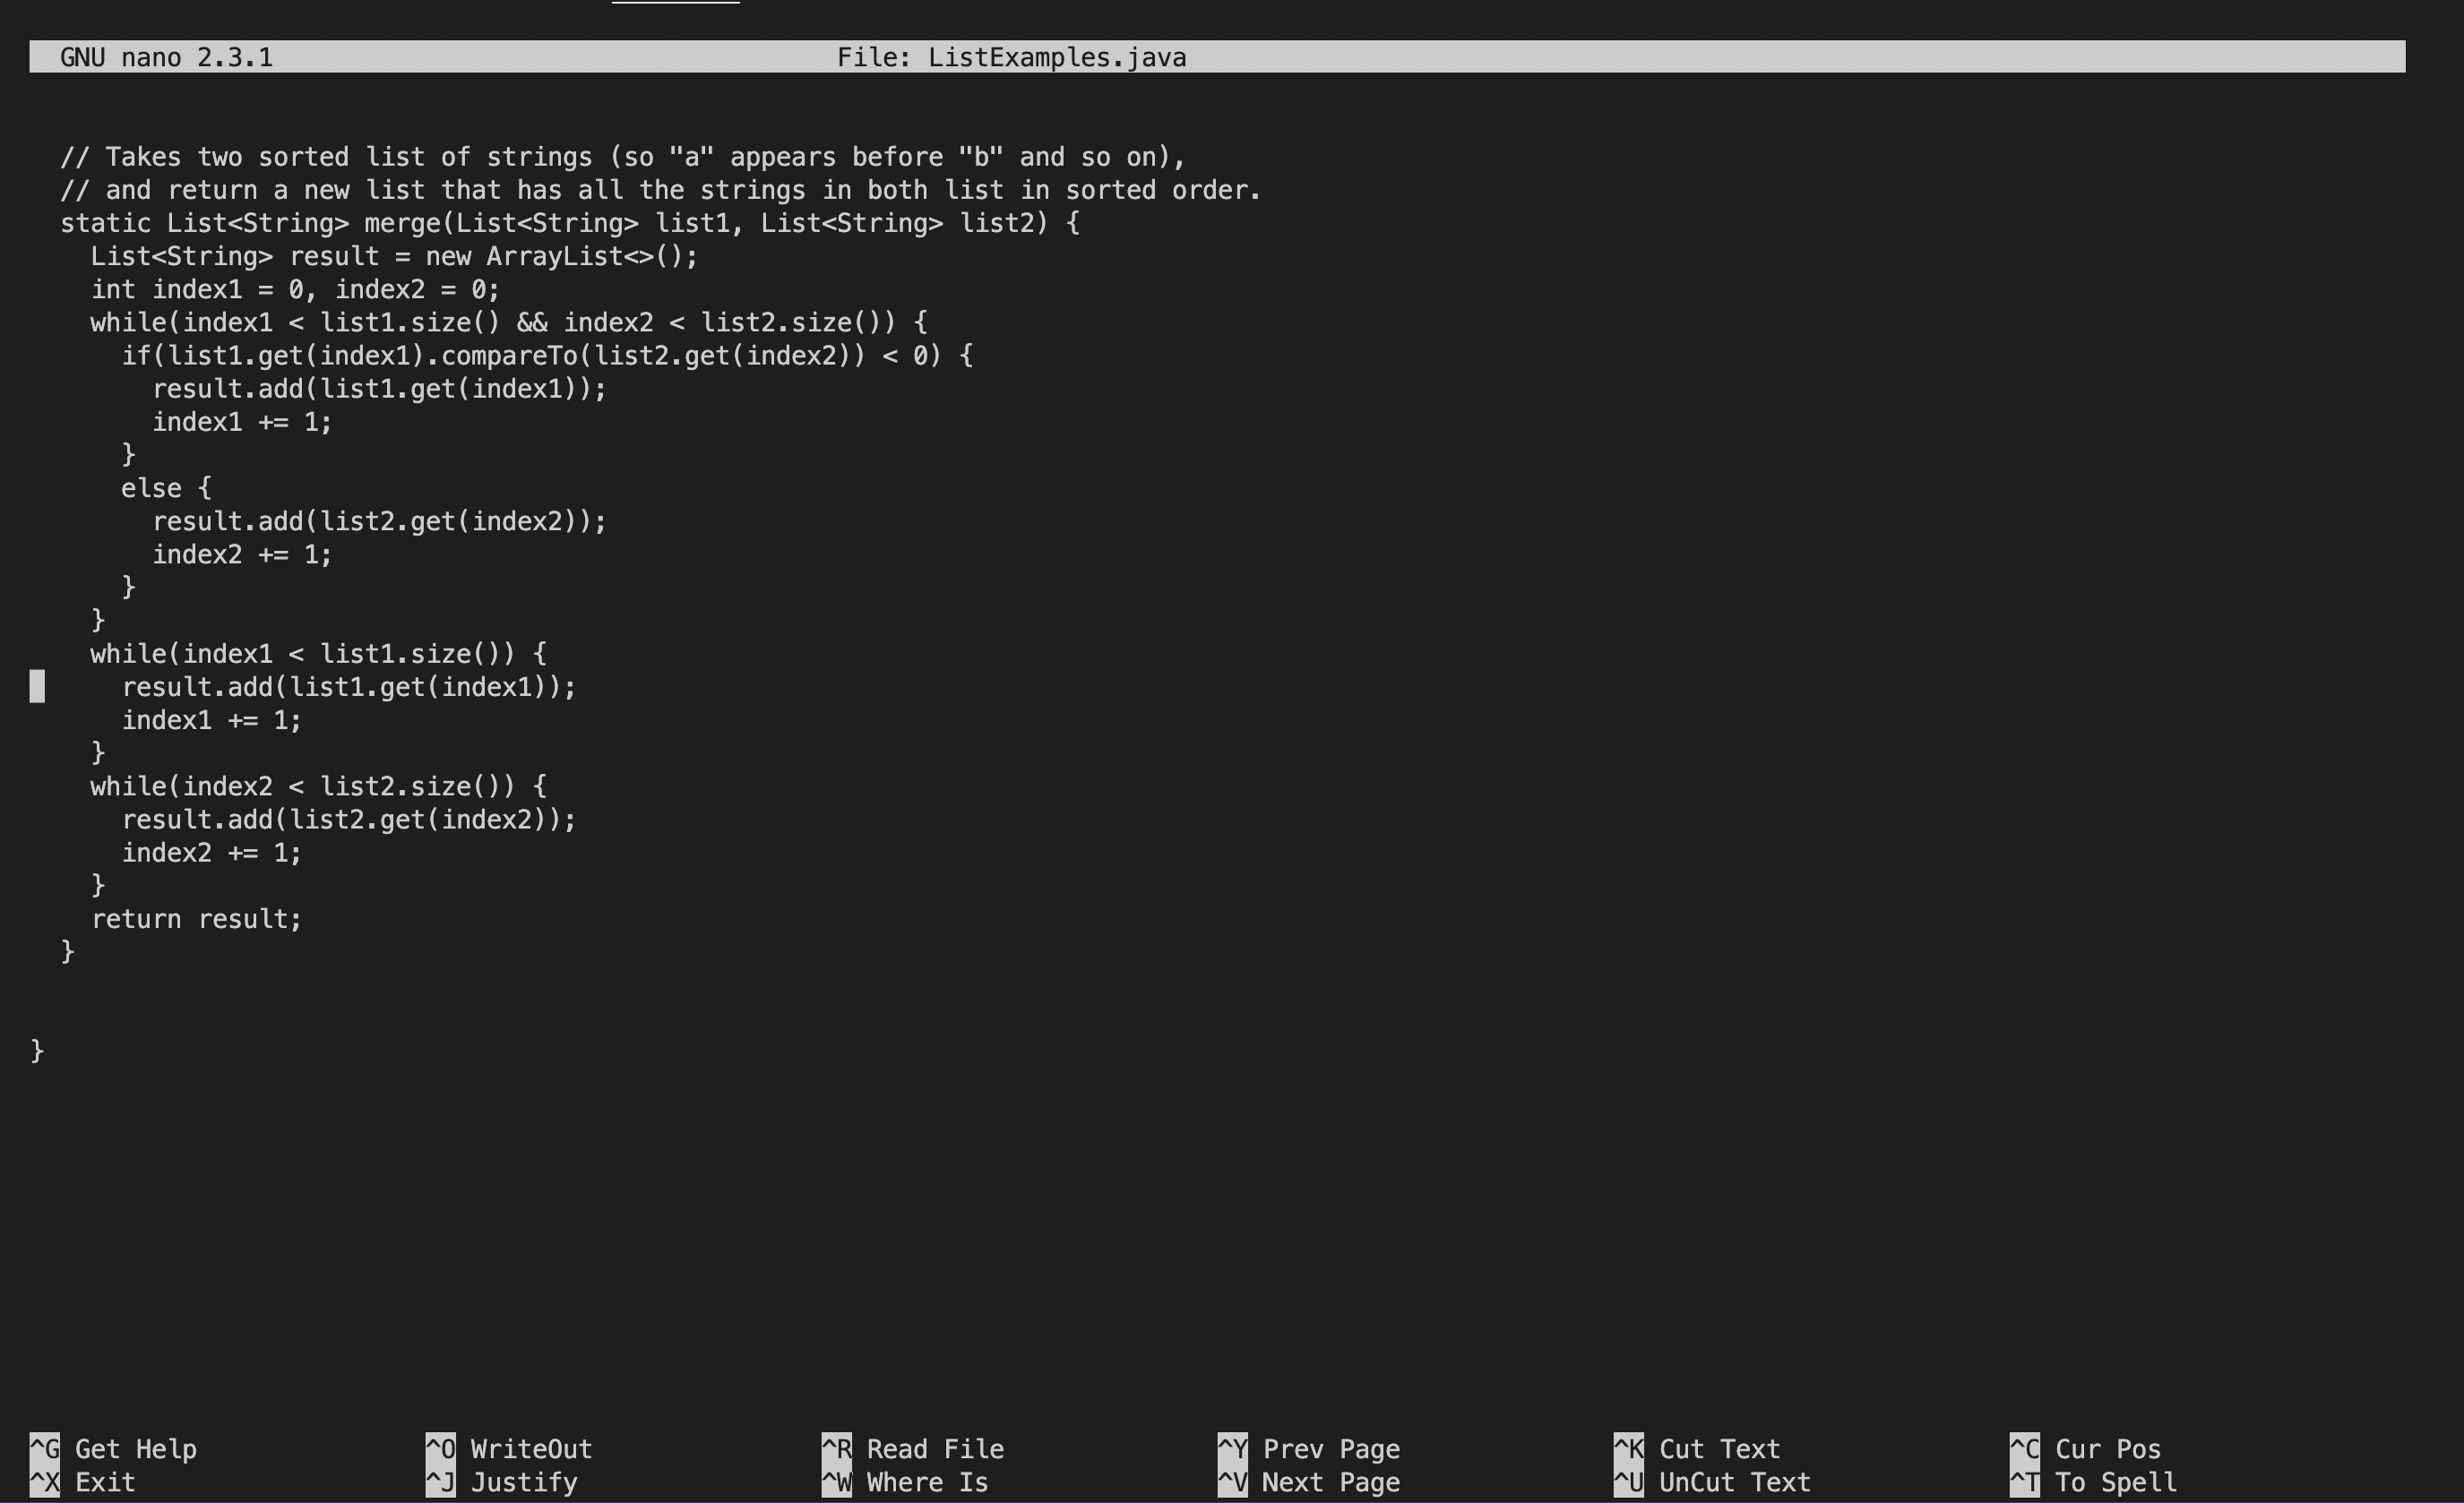 GNU nano 2.3.1 File: ListExamples.java
// Takes two sorted list of strings (so "a" appears before "b" and so on),
// and return a new list that has all the strings in both list in sorted order.
static List<String> merge(List<String> list1, List<String> list2) {
List<String> result = new ArrayList<>();
int index1 = 0, index2 = 0;
while(index1 < list1.size() && index2 < list2.size()) {
if(list1.get(index1).compareTo(list2.get(index2)) < 0) {
result.add(list1.get(index1));
index1 += 1;
}
else {
result.add(list2.get(index2));
index2 += 1;
}
}
while(index1 < list1.size()) {
result.add(list1.get(index1));
index1 += 1;
}
while(index2 < list2.size()) {
result.add(list2.get(index2));
index2 += 1;
}
return result;
}
}
^G Get Help ^O WriteOut ^R Read File ^Y Prev Page ^K Cut Text ^C Cur Pos
^X Exit ^J Justify ^W Where Is ^V Next Page ^U UnCut Text ^T To Spell